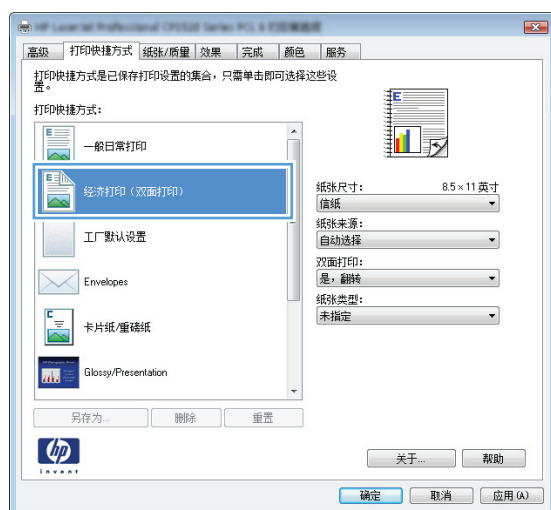 高级 打印快捷方式 纸张/质量 效果 完成 颜色 服务
打印快捷方式是已保存打印设置的集合，只需单击即可选择这些设
置。
打印快捷方式：
一般日常打印
经济打印（双面打印）
工厂默认设置
Envelopes
卡片纸/重磅纸
Glossy/Presentation
纸张尺寸： 8.5×11 英寸
信纸
纸张来源：
自动选择
双面打印：
是，翻转
纸张类型：
未指定
另存为... 删除 重置
hp
invent
关于... 帮助
确定 取消 应用(A)